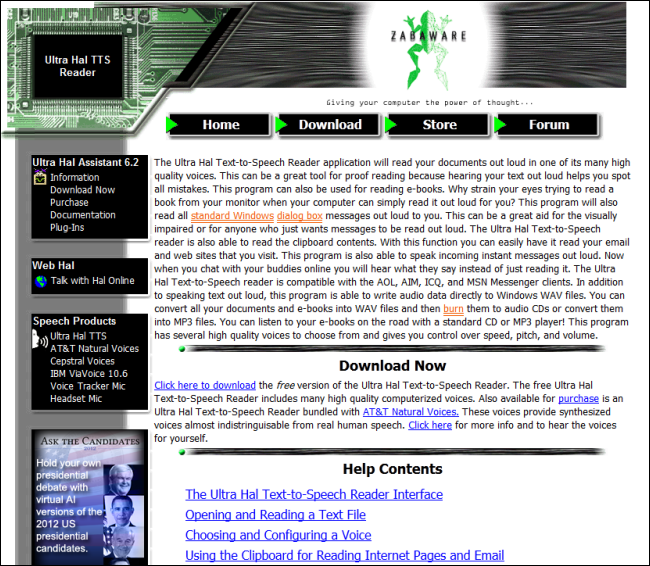 Ultra Hal TTS
Reader
ZABAWARE
Giving your computer the power of thought...
Home
Download
Store
Forum
Ultra Hal Assistant 6.2
Information
Download Now
Purchase
Documentation
Plug-Ins
Web Hal
Talk with Hal Online
Speech Products
Ultra Hal TTS
AT&T Natural Voices
Cepstral Voices
IBM ViaVoice 10.6
Voice Tracker Mic
Headset Mic
ASK THE CANDIDATES
2012
Hold your own
presidential
debate with
virtual AI
versions of the
2012 US
presidential
candidates.
The Ultra Hal Text-to-Speech Reader application will read your documents out loud in one of its many high
quality voices. This can be a great tool for proof reading because hearing your text out loud helps you spot
all mistakes. This program can also be used for reading e-books. Why strain your eyes trying to read a
book from your monitor when your computer can simply read it out loud for you? This program will also
read all standard Windows dialog box messages out loud to you. This can be a great aid for the visually
impaired or for anyone who just wants messages to be read out loud. The Ultra Hal Text-to-Speech
reader is also able to read the clipboard contents. With this function you can easily have it read your email
and web sites that you visit. This program is also able to speak incoming instant messages out loud. Now
when you chat with your buddies online you will hear what they say instead of just reading it. The Ultra
Hal Text-to-Speech reader is compatible with the AOL, AIM, ICQ, and MSN Messenger clients. In addition
to speaking text out loud, this program is able to write audio data directly to Windows WAV files. You can
convert all your documents and e-books into WAV files and then burn them to audio CDs or convert them
into MP3 files. You can listen to your e-books on the road with a standard CD or MP3 player! This program
has several high quality voices to choose from and gives you control over speed, pitch, and volume.
Download Now
Click here to download the free version of the Ultra Hal Text-to-Speech Reader. The free Ultra Hal
Text-to-Speech Reader includes many high quality computerized voices. Also available for purchase is an
Ultra Hal Text-to-Speech Reader bundled with AT&T Natural Voices. These voices provide synthesized
voices almost indistringuisable from real human speech. Click here for more info and to hear the voices
for yourself.
Help Contents
The Ultra Hal Text-to-Speech Reader Interface
Opening and Reading a Text File
Choosing and Configuring a Voice
Using the Clipboard for Reading Internet Pages and Email